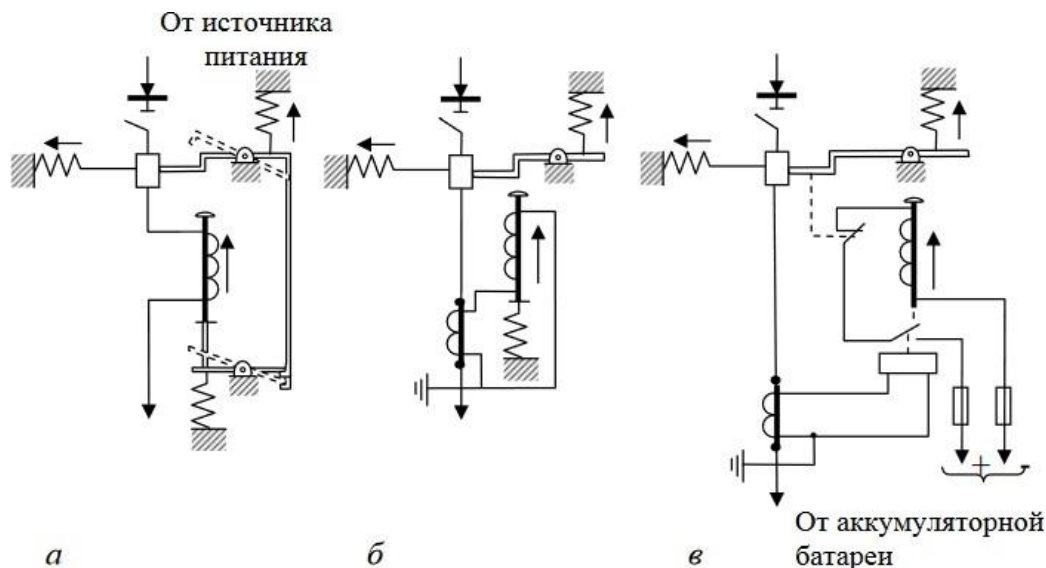 От источника
питания
+ -
От аккумуляторной
батареи
а б в